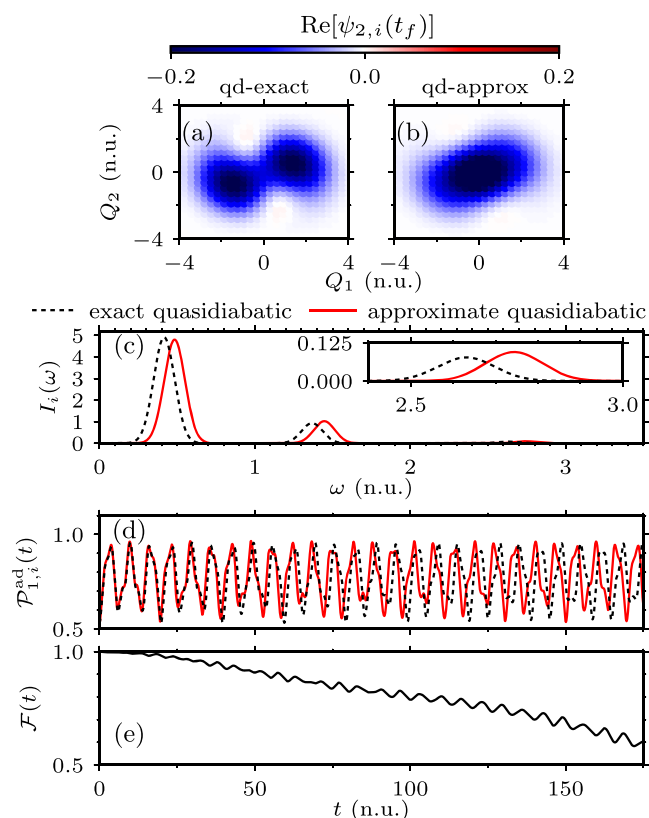 Re[ψ₂,ᵢ(t_f)]
−0.2 0.0 0.2
qd-exact qd-approx
4
(a) (b)
Q₂ (n.u.)
0
−4
−4 0 4 −4 0 4
Q₁ (n.u.)
exact quasidiabatic approximate quasidiabatic
5
4
3
2
1
0
Iᵢ(ω)
(c)
0.125
0.000
2.5 3.0
0 1 2 3
ω (n.u.)
1.0
(d)
𝒫₁,ᵢ^ad(t)
0.5
1.0
ℱ(t)
(e)
0.5
0 50 100 150
t (n.u.)